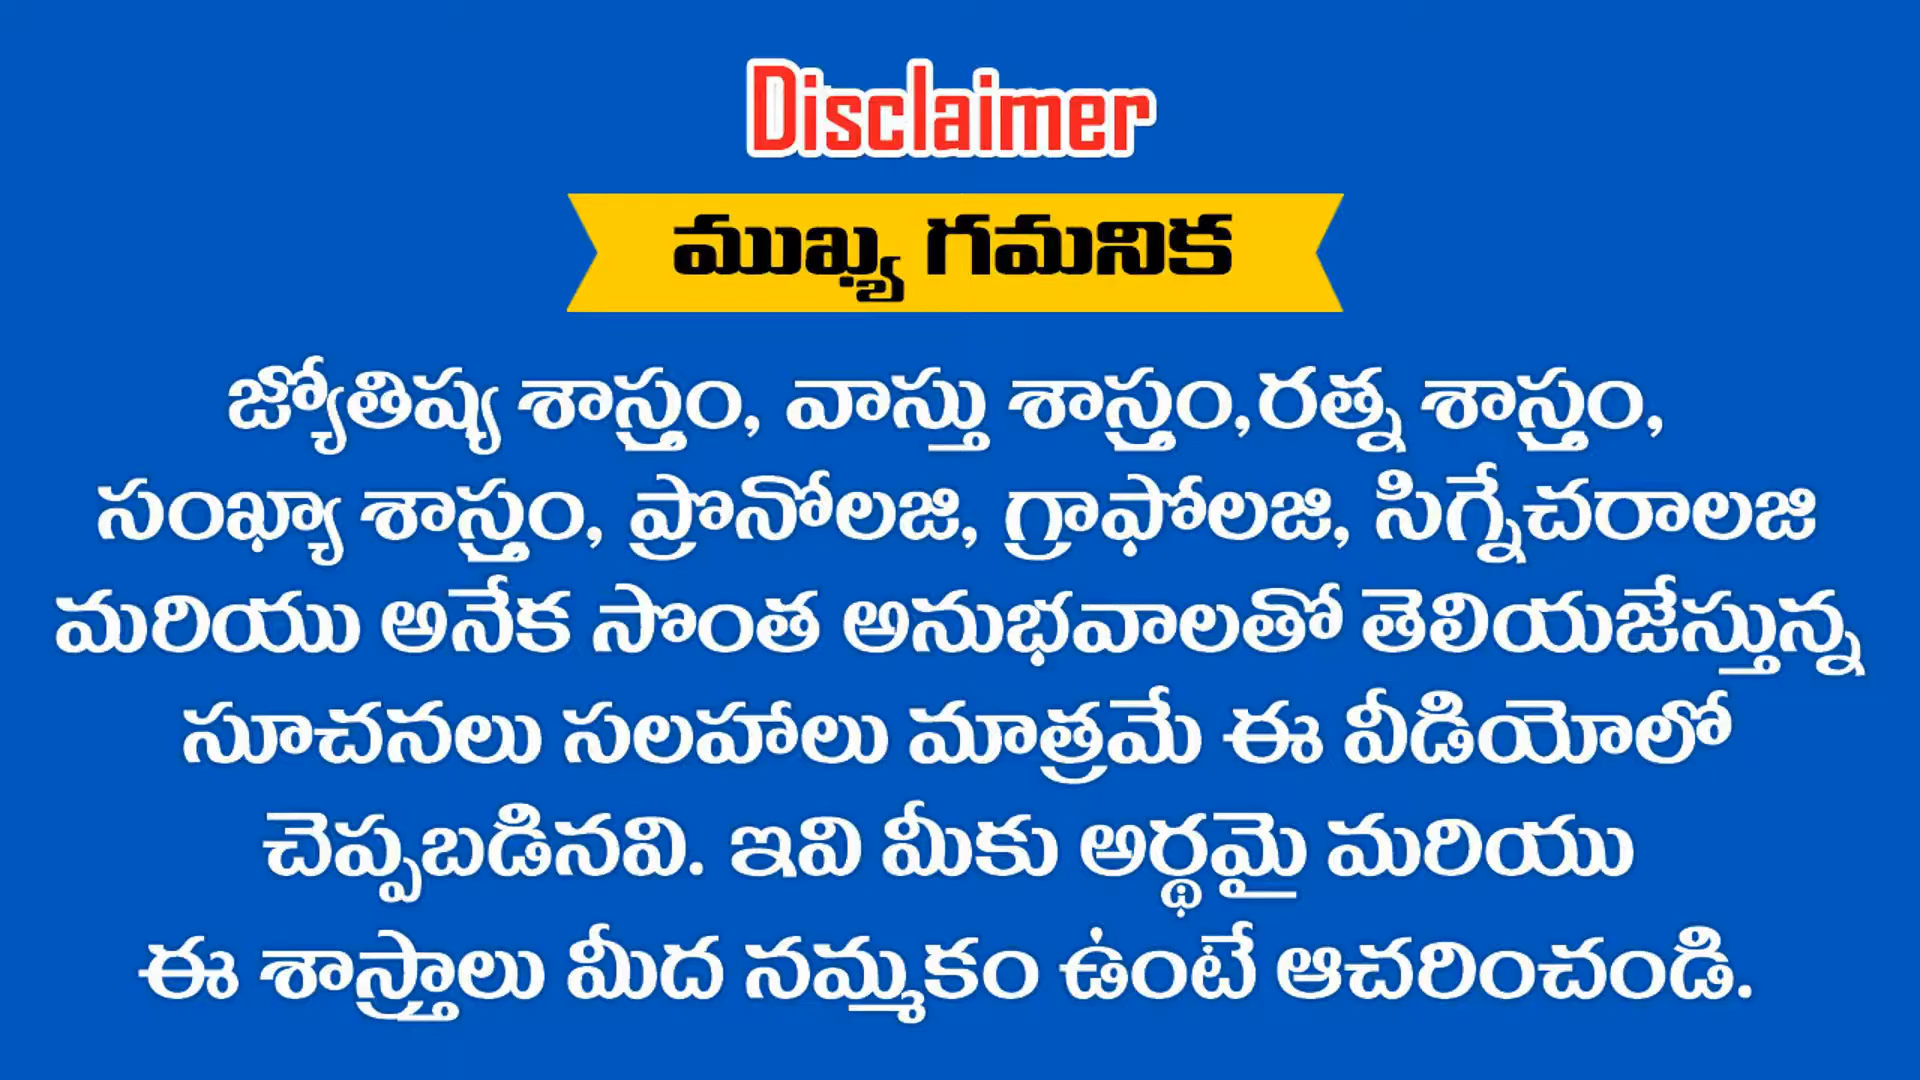 Disclaimer
ముఖ్య గమనిక
జ్యోతిష్య శాస్త్రం, వాస్తు శాస్త్రం,రత్న శాస్త్రం,
సంఖ్యా శాస్త్రం, ప్రొనోలజి, గ్రాఫోలజి, సిగ్నేచరాలజి
మరియు అనేక సొంత అనుభవాలతో తెలియజేస్తున్న
సూచనలు సలహాలు మాత్రమే ఈ వీడియోలో
చెప్పబడినవి. ఇవి మీకు అర్థమై మరియు
ఈ శాస్త్రాలు మీద నమ్మకం ఉంటే ఆచరించండి.